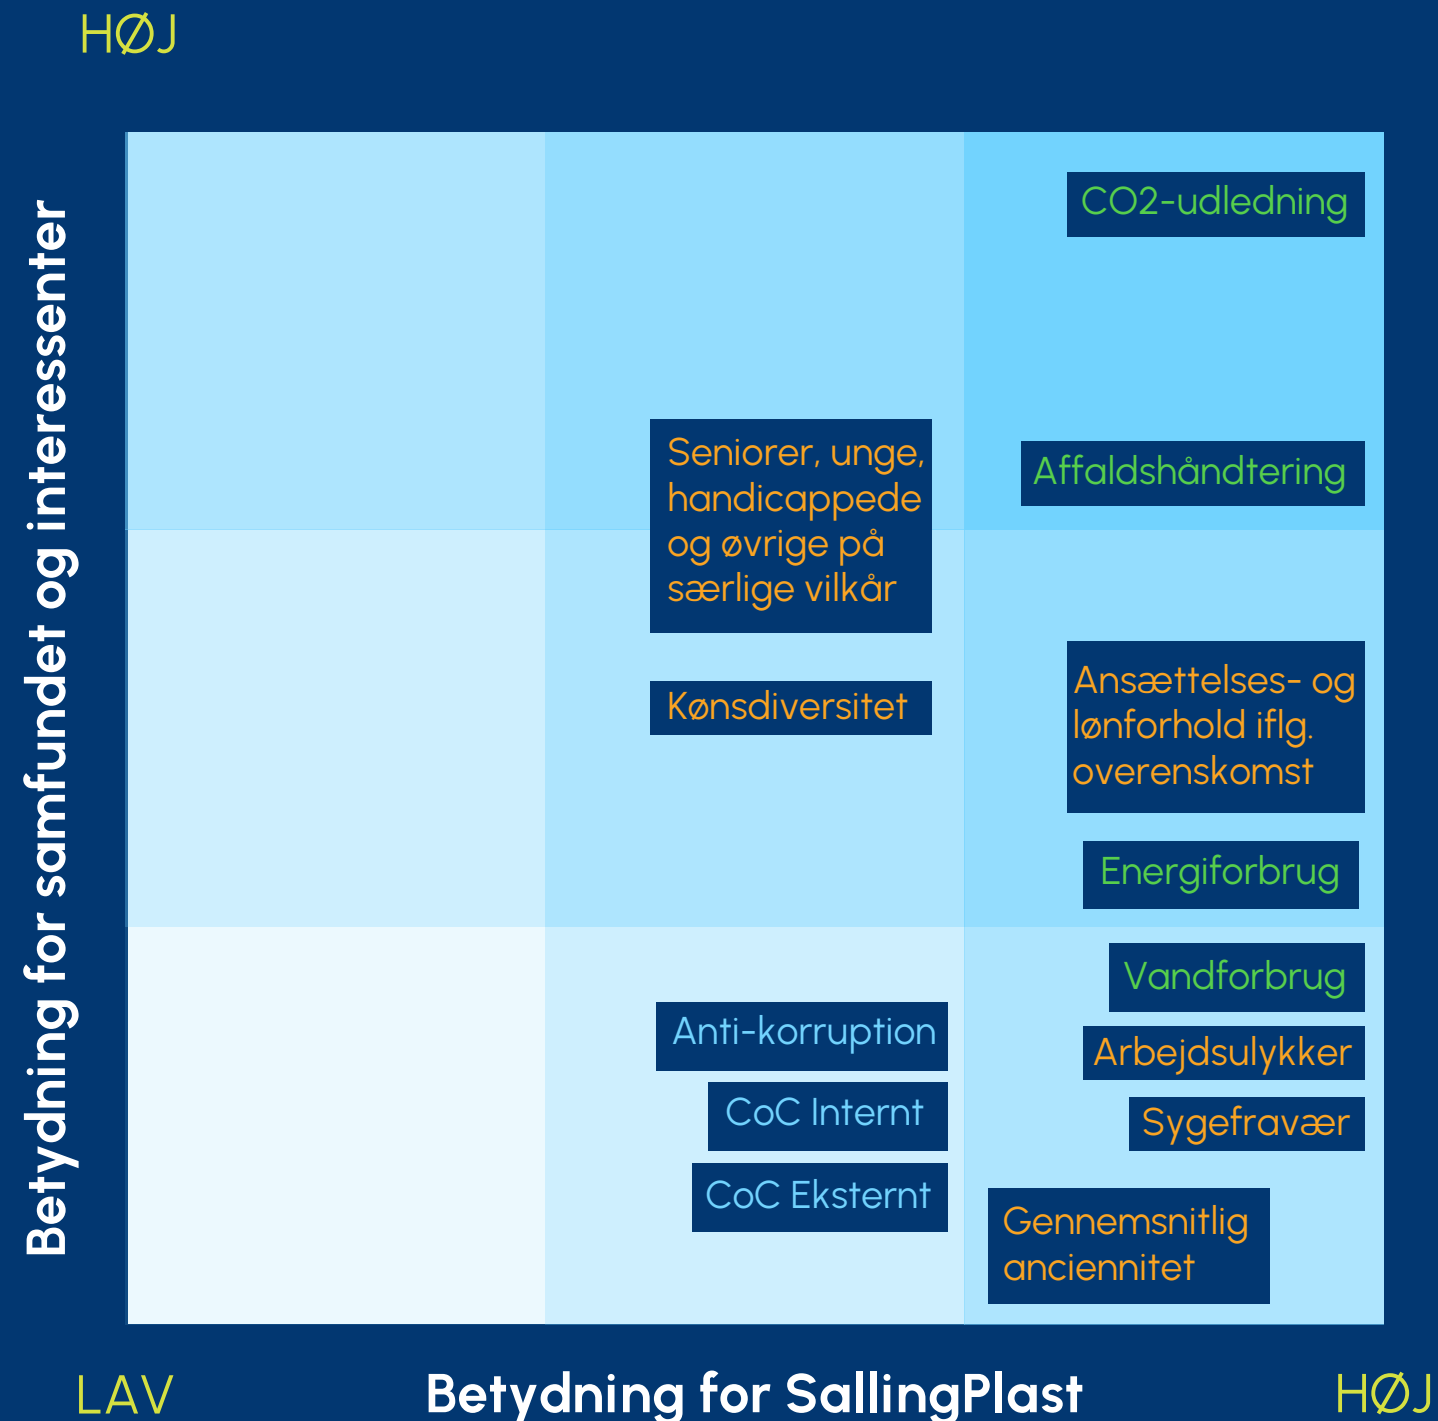 HØJ
Betydning for samfundet og interessenter
CO2-udledning
Seniorer, unge,
handicappede
og øvrige på
særlige vilkår
Affaldshåndtering
Kønsdiversitet
Ansættelses- og
lønforhold iflg.
overenskomst
Energiforbrug
Vandforbrug
Anti-korruption
Arbejdsulykker
CoC Internt
Sygefravær
CoC Eksternt
Gennemsnitlig
anciennitet
LAV
Betydning for SallingPlast
HØJ